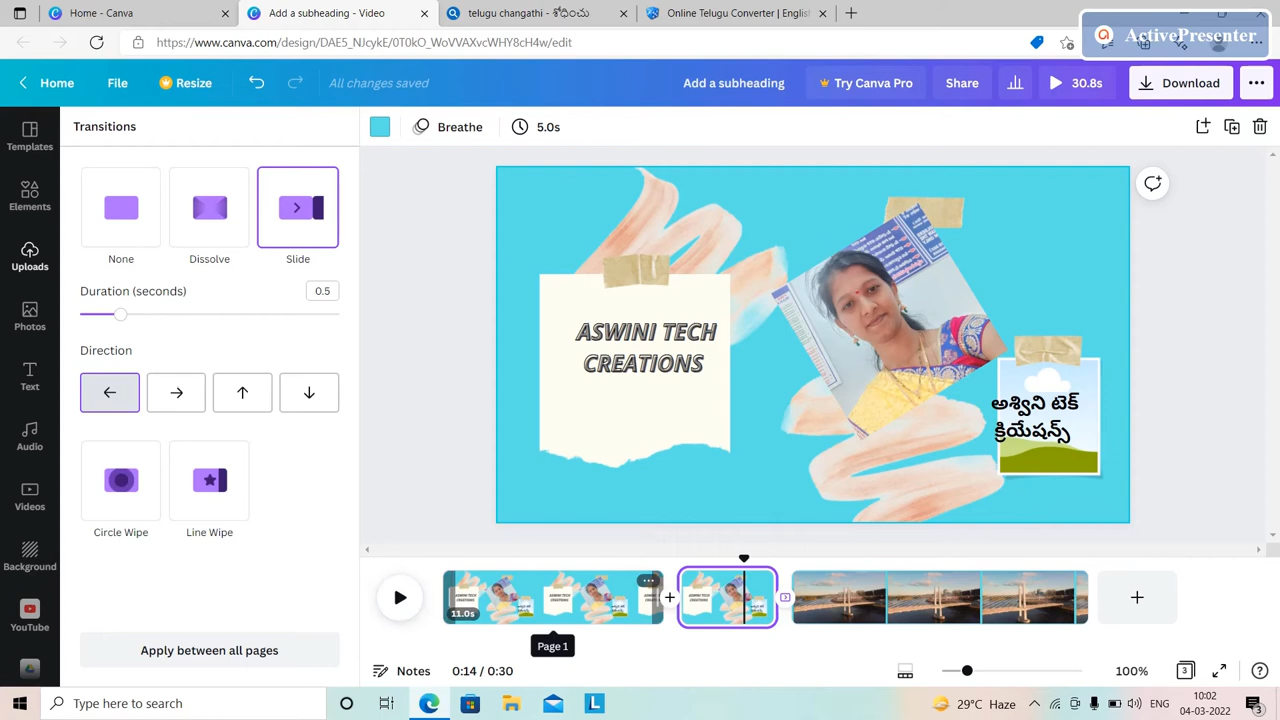 Home - Canva
Add a subheading - Video
telugu changathi - శోధించు
Online Telugu Converter | Englis
ActivePresenter
https://www.canva.com/design/DAE5_NJcykE/0T0kO_WoVVAXvcWHY8cH4w/edit
Home
File
Resize
All changes saved
Add a subheading
Try Canva Pro
Share
30.8s
Download
Templates
Elements
Uploads
Photos
Text
Audio
Videos
Background
YouTube
Transitions
None
Dissolve
Slide
Duration (seconds)
0.5
Direction
Circle Wipe
Line Wipe
Apply between all pages
Breathe
5.0s
ASWINI TECH
CREATIONS
అశ్విని టెక్
క్రియేషన్స్
11.0s
Page 1
Notes
0:14 / 0:30
100%
3
Type here to search
29°C Haze
10:02
04-03-2022
3